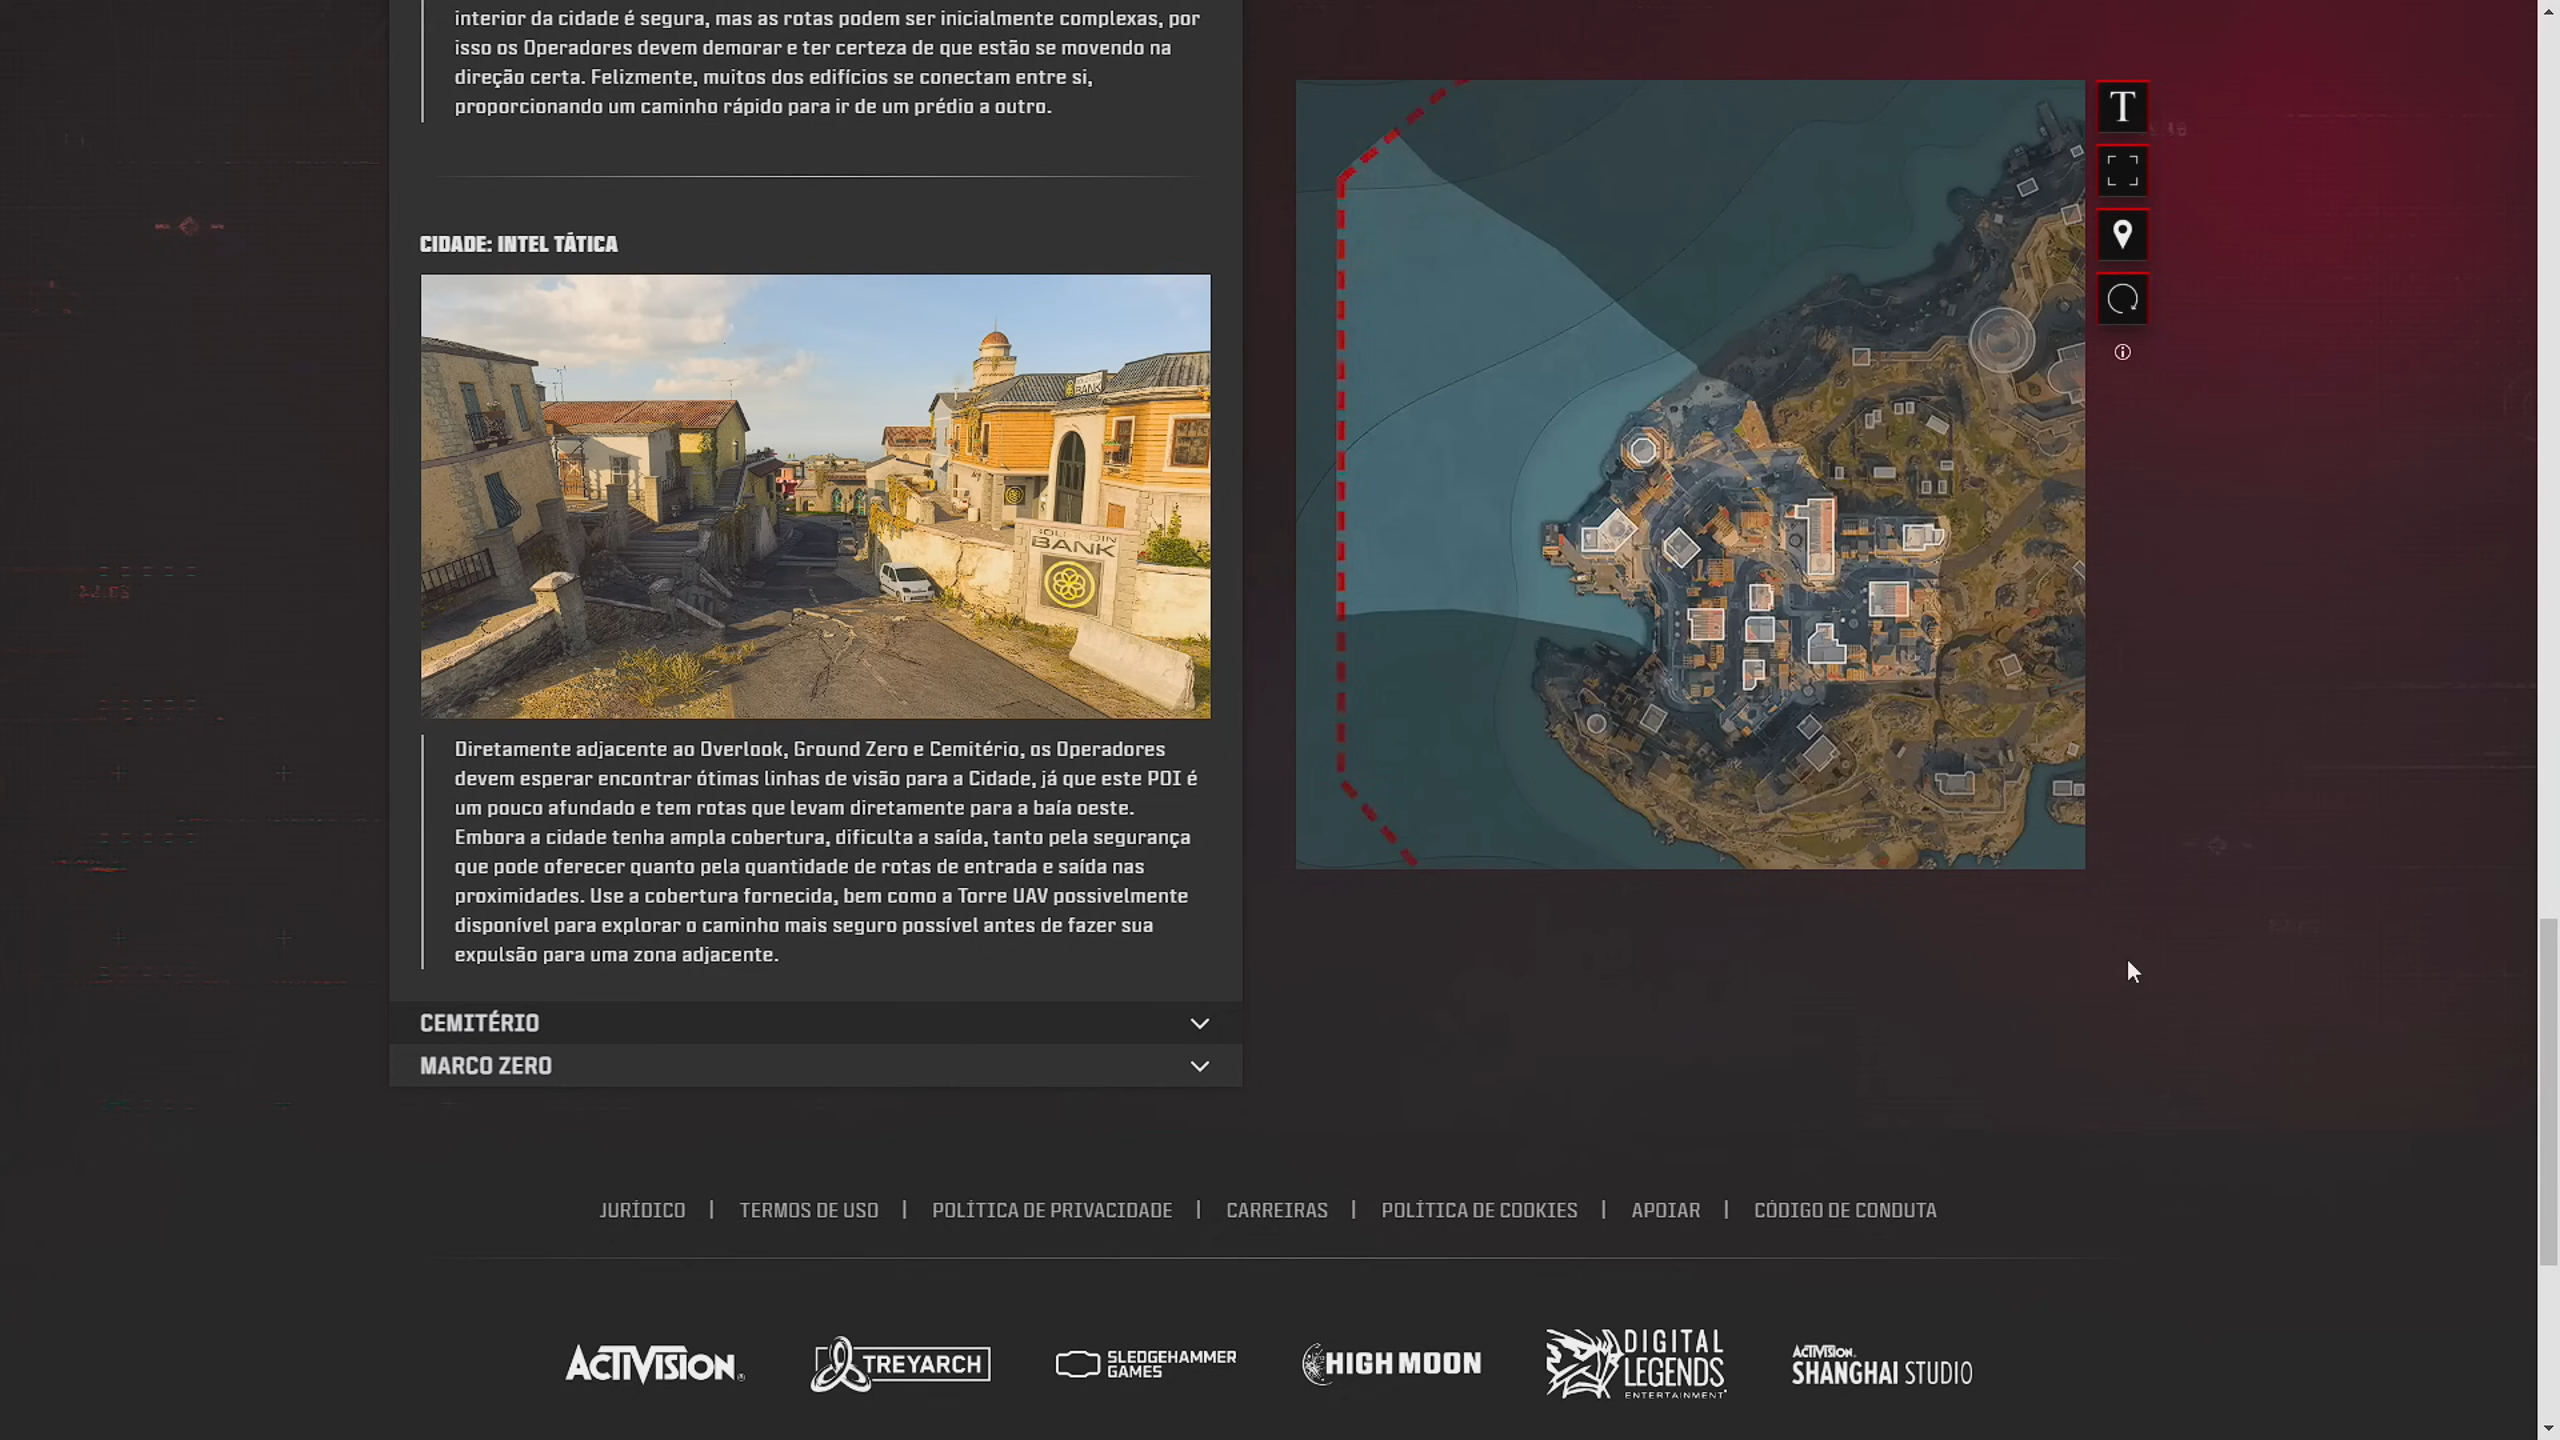 interior da cidade é segura, mas as rotas podem ser inicialmente complexas, por
isso os Operadores devem demorar e ter certeza de que estão se movendo na
direção certa. Felizmente, muitos dos edifícios se conectam entre si,
proporcionando um caminho rápido para ir de um prédio a outro.
CIDADE: INTEL TÁTICA
BANK
BANK
Diretamente adjacente ao Overlook, Ground Zero e Cemitério, os Operadores
devem esperar encontrar ótimas linhas de visão para a Cidade, já que este POI é
um pouco afundado e tem rotas que levam diretamente para a baía oeste.
Embora a cidade tenha ampla cobertura, dificulta a saída, tanto pela segurança
que pode oferecer quanto pela quantidade de rotas de entrada e saída nas
proximidades. Use a cobertura fornecida, bem como a Torre UAV possivelmente
disponível para explorar o caminho mais seguro possível antes de fazer sua
expulsão para uma zona adjacente.
CEMITÉRIO
MARCO ZERO
T
JURÍDICO | TERMOS DE USO | POLÍTICA DE PRIVACIDADE | CARREIRAS | POLÍTICA DE COOKIES | APOIAR | CÓDIGO DE CONDUTA
ACTIVISION
TREYARCH
SLEDGEHAMMER
GAMES
HIGH MOON
DIGITAL
LEGENDS
ENTERTAINMENT
ACTIVISION
SHANGHAI STUDIO